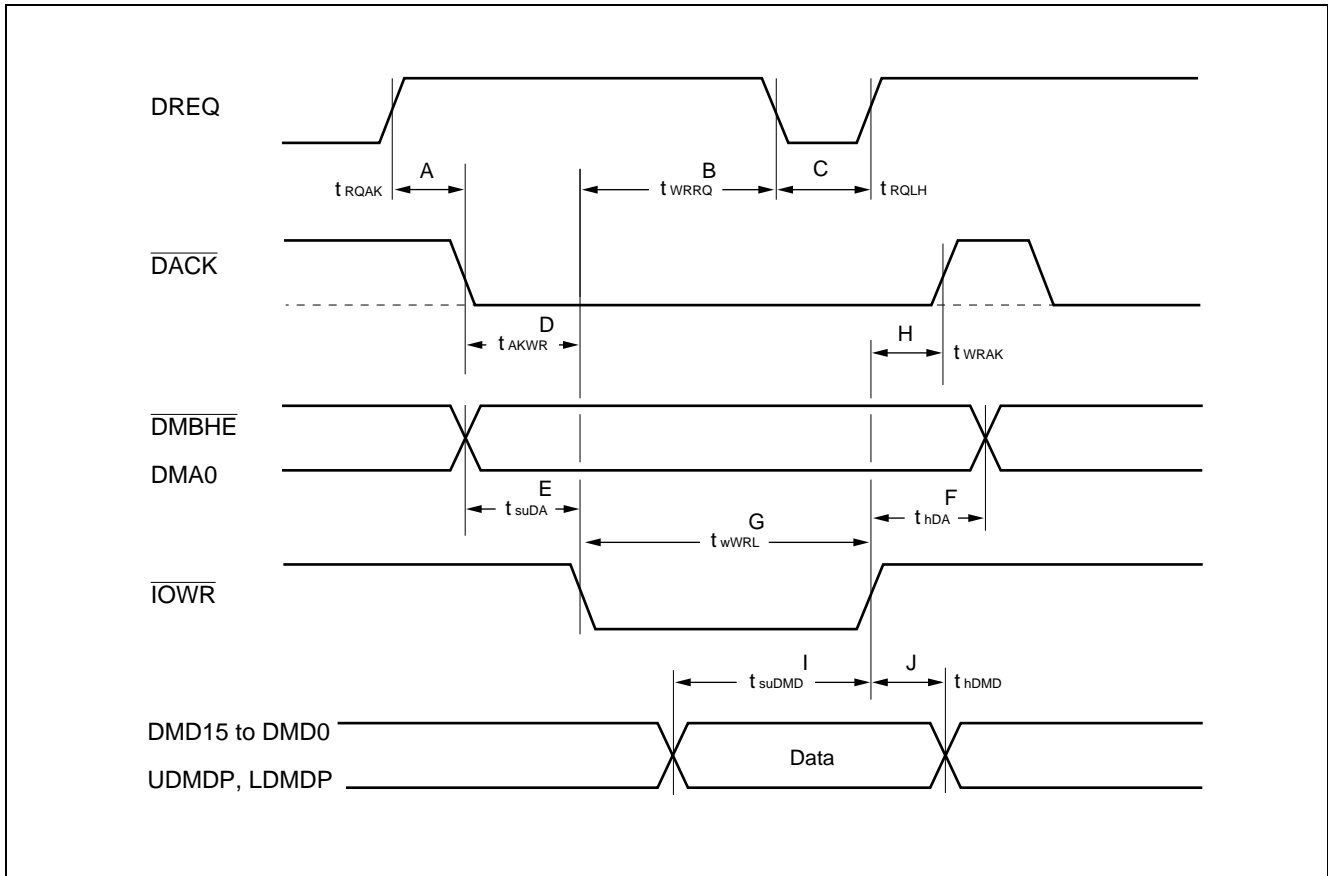 DREQ
A
t RQAK
B
t WRRQ
C
t RQLH
DACK
D
t AKWR
H
t WRAK
DMBHE
DMA0
E
t suDA
F
t hDA
G
t wWRL
IOWR
I
t suDMD
J
t hDMD
DMD15 to DMD0
Data
UDMDP, LDMDP